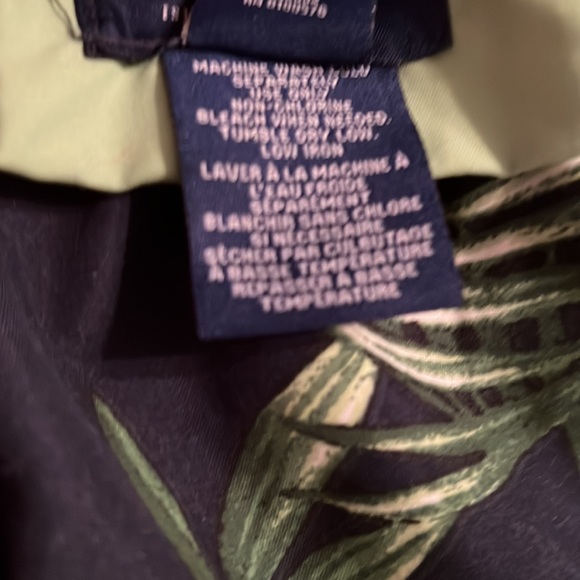 MACHINE WASH COLD
SEPARATELY
USE ONLY
NON-CHLORINE
BLEACH WHEN NEEDED.
TUMBLE DRY LOW.
LOW IRON
LAVER À LA MACHINE À
L'EAU FROIDE
SÉPARÉMENT
BLANCHIR SANS CHLORE
SI NÉCESSAIRE
SÉCHER PAR CULBUTAGE
À BASSE TEMPÉRATURE
REPASSER À BASSE
TEMPÉRATURE